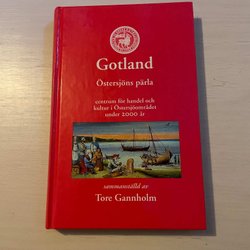 Gotland
Östersjöns pärla
centrum för handel och
kultur i Östersjöområdet
under 2000 år
sammanställd av
Tore Gannholm